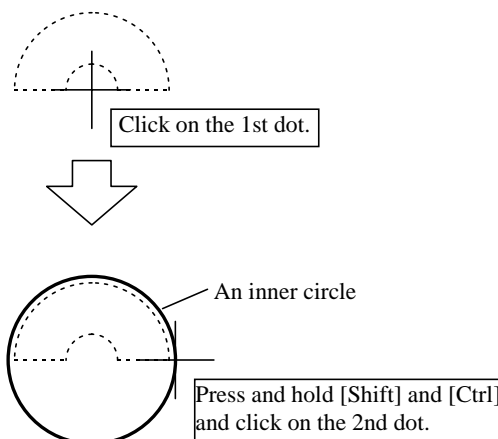 Click on the 1st dot.
An inner circle
Press and hold [Shift] and [Ctrl]
and click on the 2nd dot.